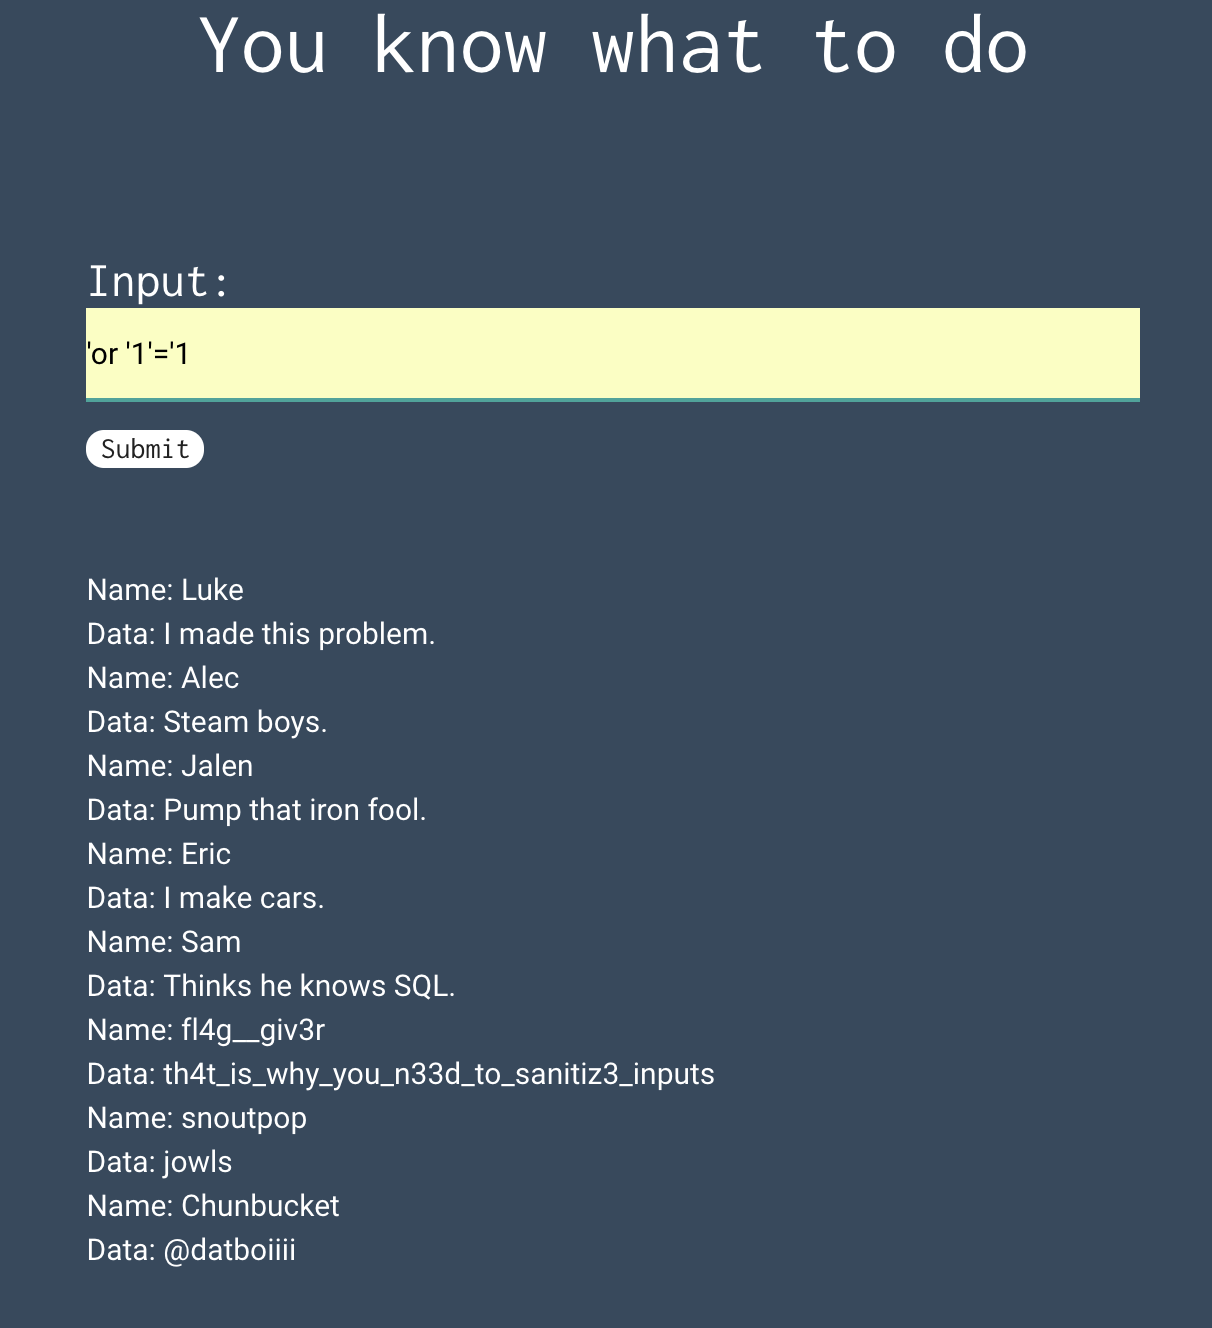 You know what to do
Input:
'or '1'='1
Submit
Name: Luke
Data: I made this problem.
Name: Alec
Data: Steam boys.
Name: Jalen
Data: Pump that iron fool.
Name: Eric
Data: I make cars.
Name: Sam
Data: Thinks he knows SQL.
Name: fl4g__giv3r
Data: th4t_is_why_you_n33d_to_sanitiz3_inputs
Name: snoutpop
Data: jowls
Name: Chunbucket
Data: @datboiiii